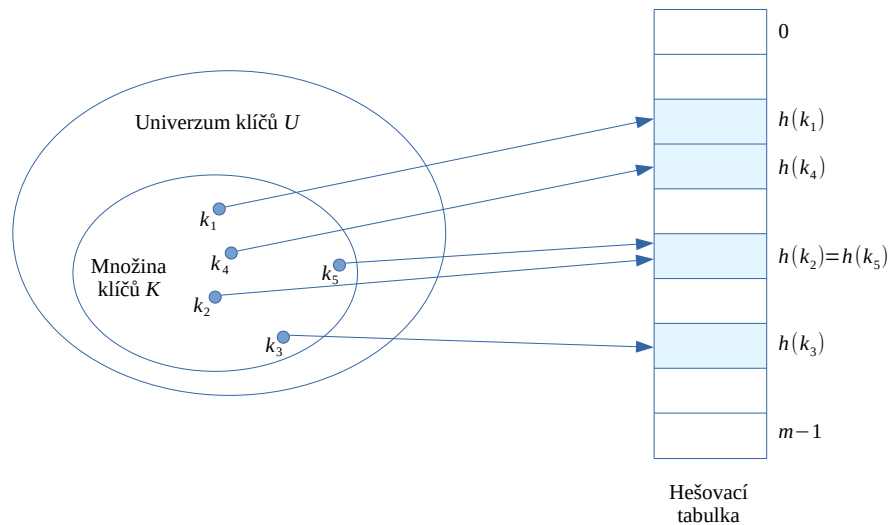 Univerzum klíčů U
Množina
klíčů K
k₁
k₄
k₅
k₂
k₃
0
h(k₁)
h(k₄)
h(k₂)=h(k₅)
h(k₃)
m−1
Hešovací
tabulka